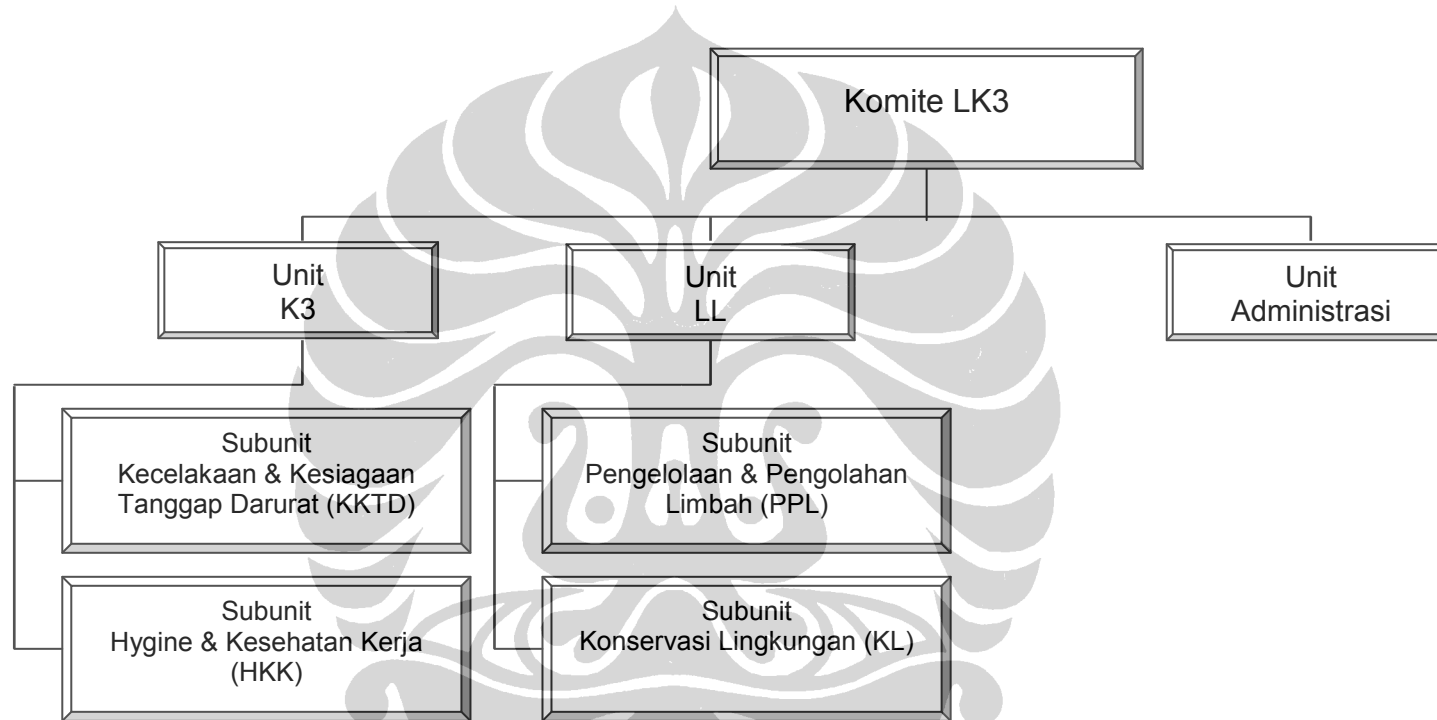 Komite LK3
Unit
K3
Unit
LL
Unit
Administrasi
Subunit
Kecelakaan & Kesiagaan
Tanggap Darurat (KKTD)
Subunit
Pengelolaan & Pengolahan
Limbah (PPL)
Subunit
Hygine & Kesehatan Kerja
(HKK)
Subunit
Konservasi Lingkungan (KL)